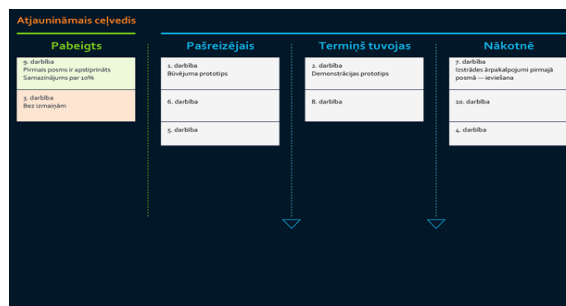 Atjaunināmais ceļvedis
Pabeigts
9. darbība
Pirmais posms ir apstiprināts
Samazinājums par 10%
3. darbība
Bez izmaiņām
Pašreizējais
1. darbība
Būvējuma prototips
6. darbība
5. darbība
Termiņš tuvojas
2. darbība
Demonstrācijas prototips
8. darbība
Nākotnē
7. darbība
Izstrādes ārpakalpojumi pirmajā
posmā — ieviešana
10. darbība
4. darbība